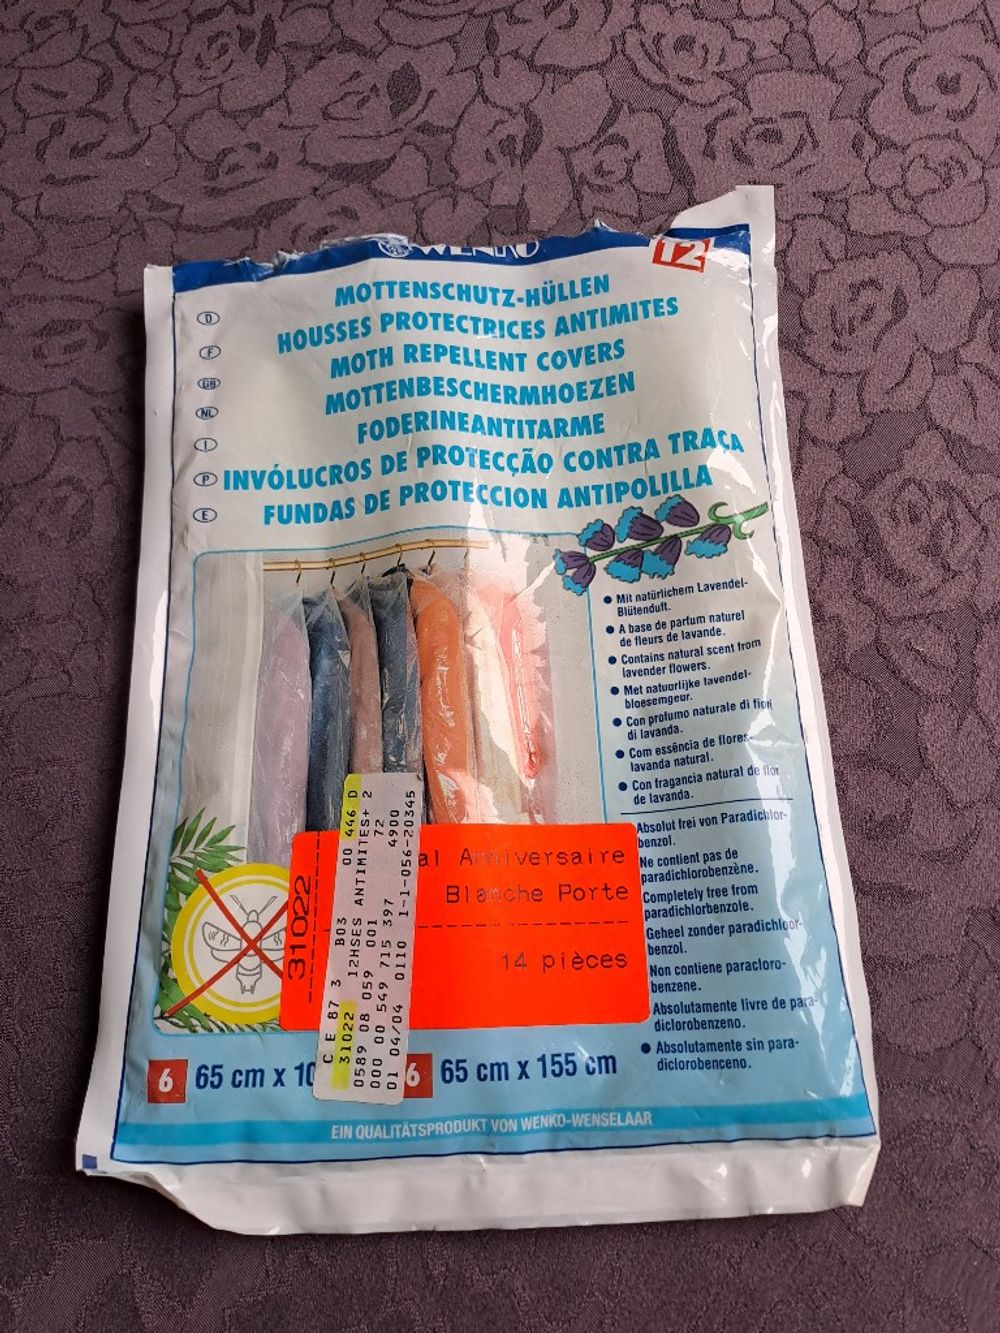 WENKO
12
D
MOTTENSCHUTZ-HÜLLEN
F
HOUSSES PROTECTRICES ANTIMITES
GB
MOTH REPELLENT COVERS
NL
MOTTENBESCHERMHOEZEN
I
FODERINEANTITARME
P
INVÓLUCROS DE PROTECÇÃO CONTRA TRAÇA
E
FUNDAS DE PROTECCION ANTIPOLILLA
● Mit natürlichem Lavendel-
Blütenduft.
● A base de parfum naturel
de fleurs de lavande.
● Contains natural scent from
lavender flowers.
● Met natuurlijke lavendel-
bloesemgeur.
● Con profumo naturale di fiori
di lavanda.
● Com essência de flores
lavanda natural.
● Con fragancia natural de flor
de lavanda.
Absolut frei von Paradichlor-
benzol.
Ne contient pas de
paradichlorobenzène.
Completely free from
paradichlorbenzole.
Geheel zonder paradichloor-
benzol.
Non contiene paracloro-
benzene.
Absolutamente livre de para-
diclorobenzeno.
● Absolutamente sin para-
diclorobenceno.
31022
al Anniversaire
Blanche Porte
14 pièces
C E 87 3 B03 00 446 D
31022 12HSES ANTIMITES+ 2
0589 08 059 001 72
000 00 549 715 397 4900
01 04/04 0110 1-1-056-20345
6 65 cm x 10
6 65 cm x 155 cm
EIN QUALITÄTSPRODUKT VON WENKO-WENSELAAR